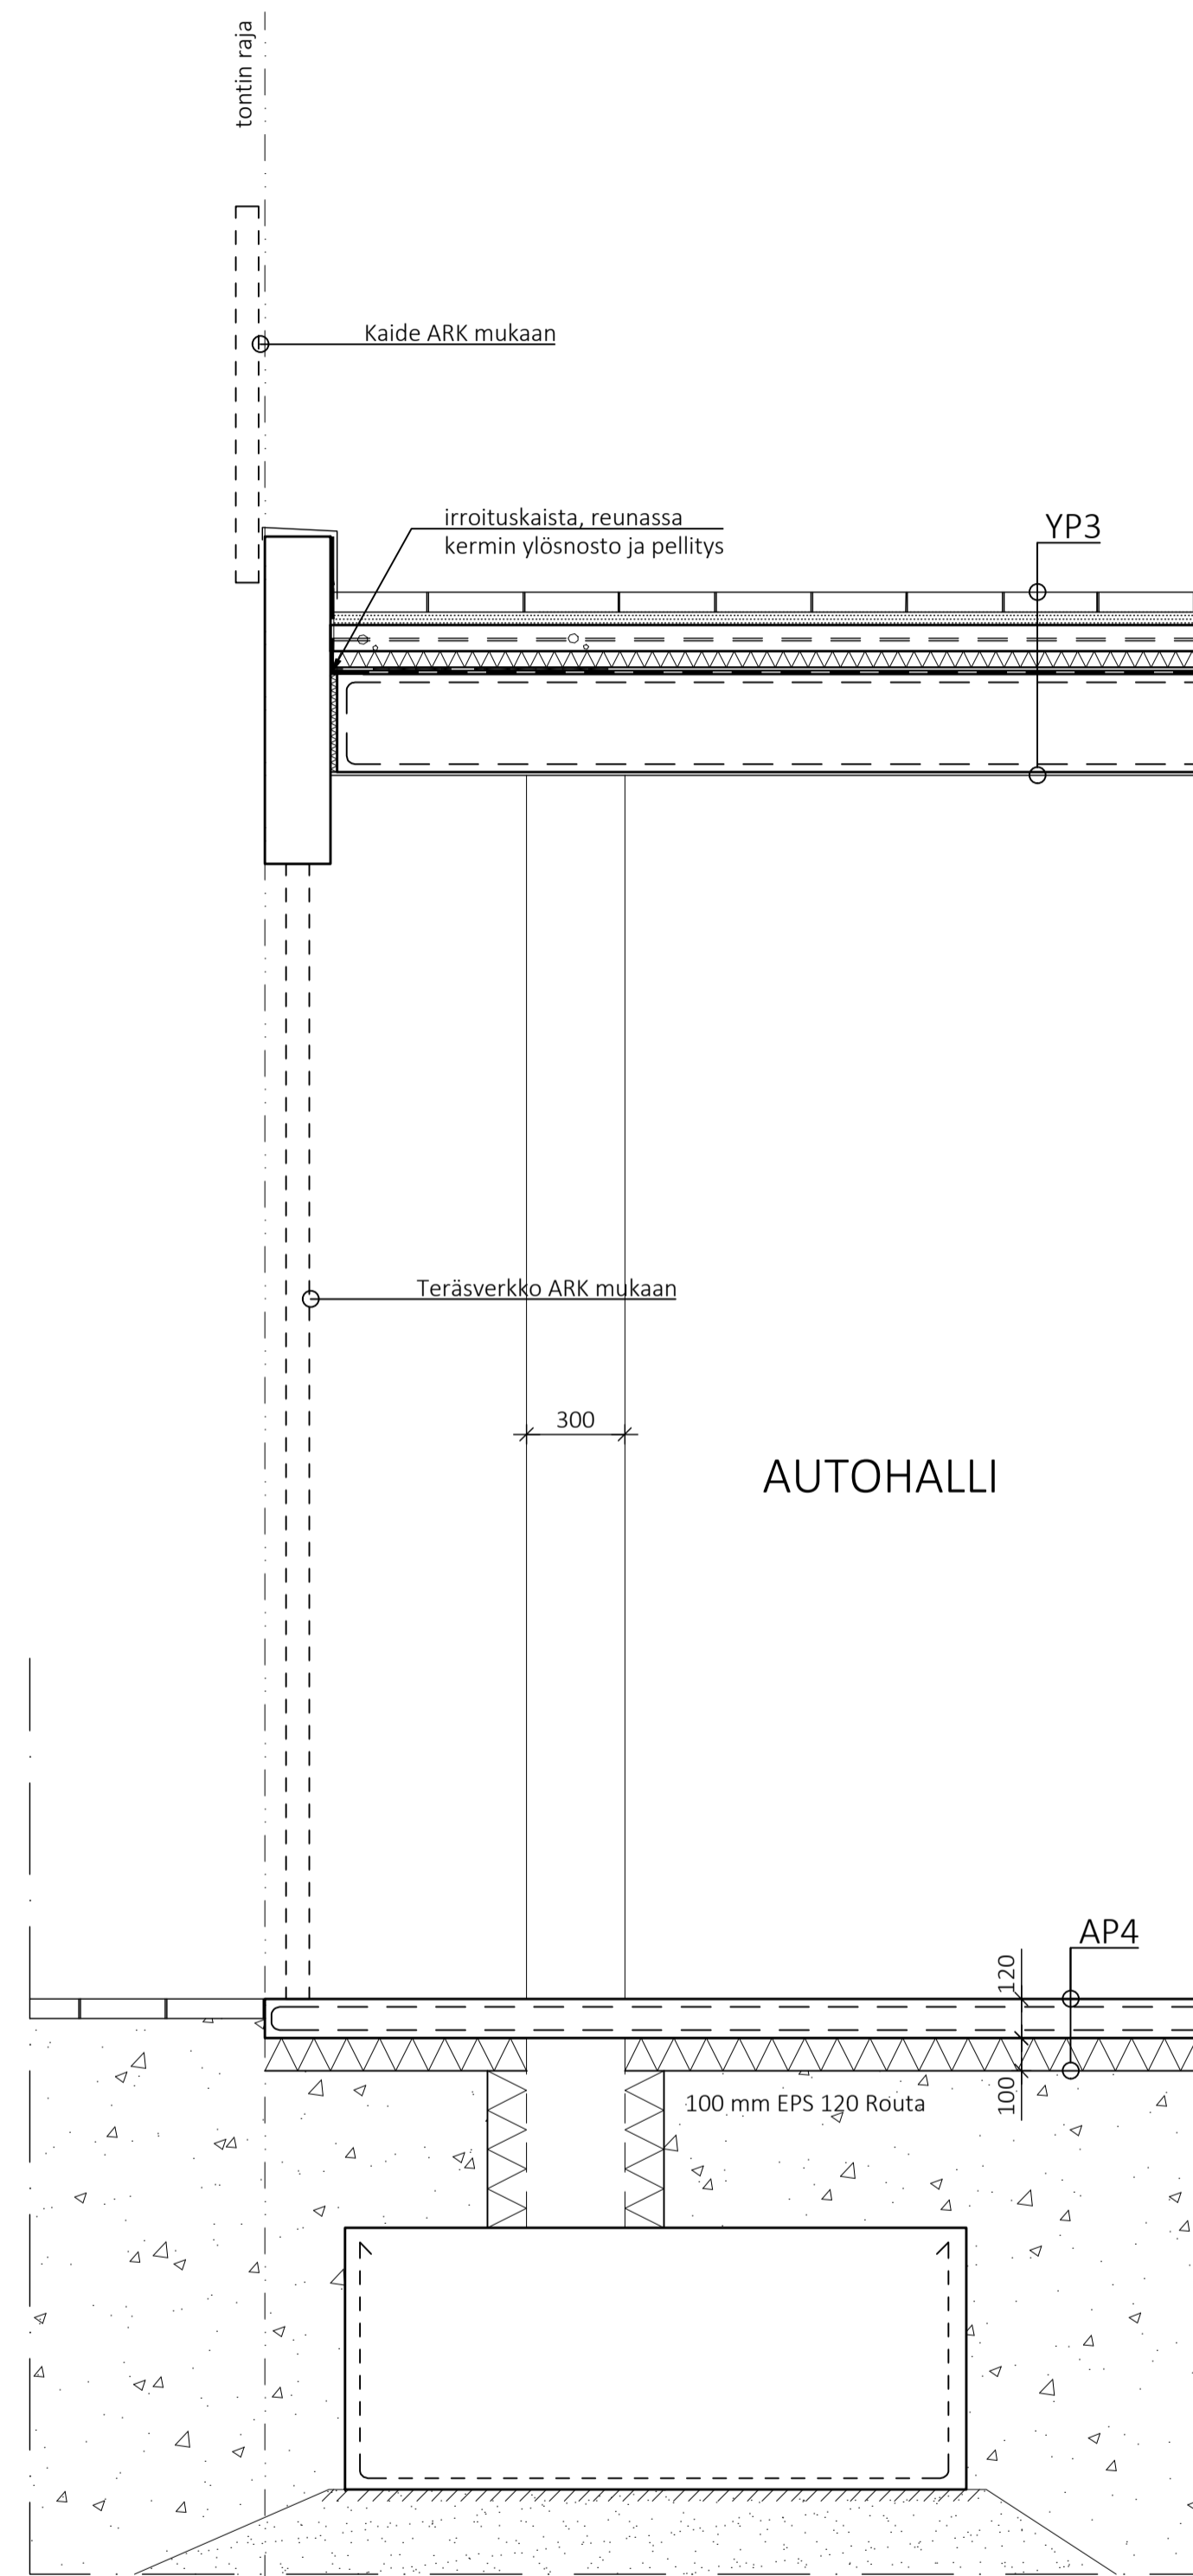 tontin raja
Kaide ARK mukaan
irroituskaista, reunassa
kermin ylösnosto ja pellitys
YP3
Teräsverkko ARK mukaan
300
AUTOHALLI
AP4
120
100
100 mm EPS 120 Routa